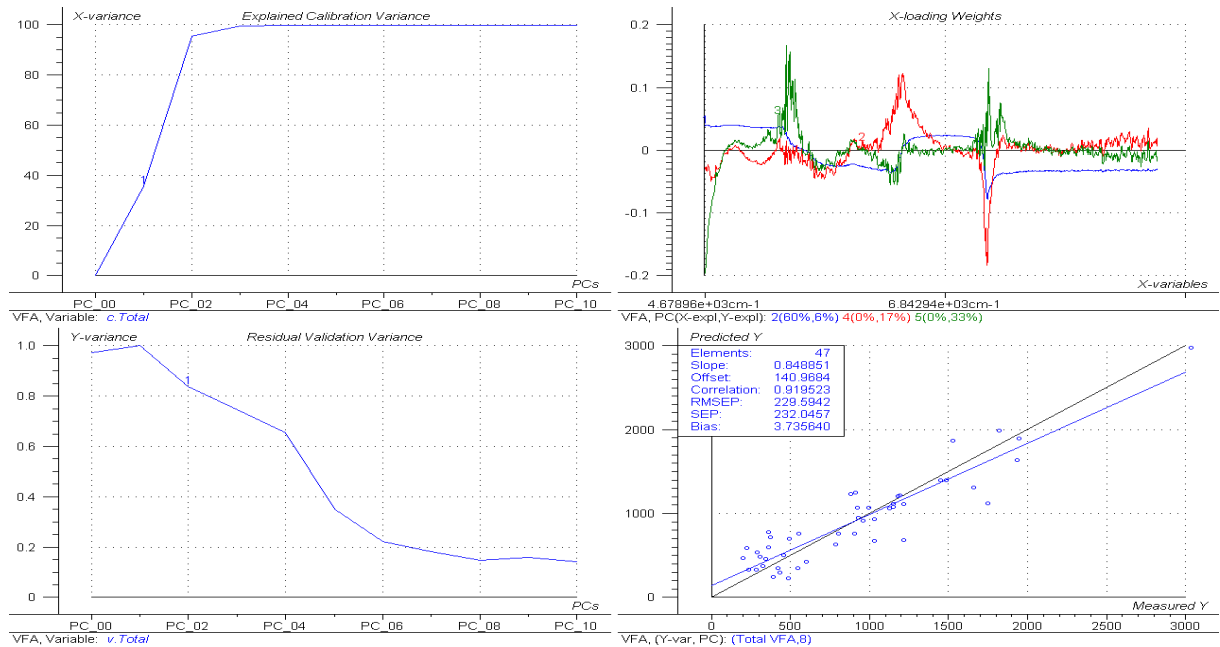 X-variance Explained Calibration Variance
100
80
60
40
20
0
1
PCs
PC_00 PC_02 PC_04 PC_06 PC_08 PC_10
VFA, Variable: c.Total
X-loading Weights
0.2
0.1
0
-0.1
-0.2
3
2
X-variables
4.67896e+03cm-1 6.84294e+03cm-1
VFA, PC(X-expl,Y-expl): 2(60%,6%) 4(0%,17%) 5(0%,33%)
Y-variance Residual Validation Variance
1.0
0.8
0.6
0.4
0.2
0
1
PCs
PC_00 PC_02 PC_04 PC_06 PC_08 PC_10
VFA, Variable: v.Total
Predicted Y
3000
2000
1000
0
Elements: 47
Slope: 0.848851
Offset: 140.9684
Correlation: 0.919523
RMSEP: 229.5942
SEP: 232.0457
Bias: 3.735640
Measured Y
0 500 1000 1500 2000 2500 3000
VFA, (Y-var, PC): (Total VFA,8)